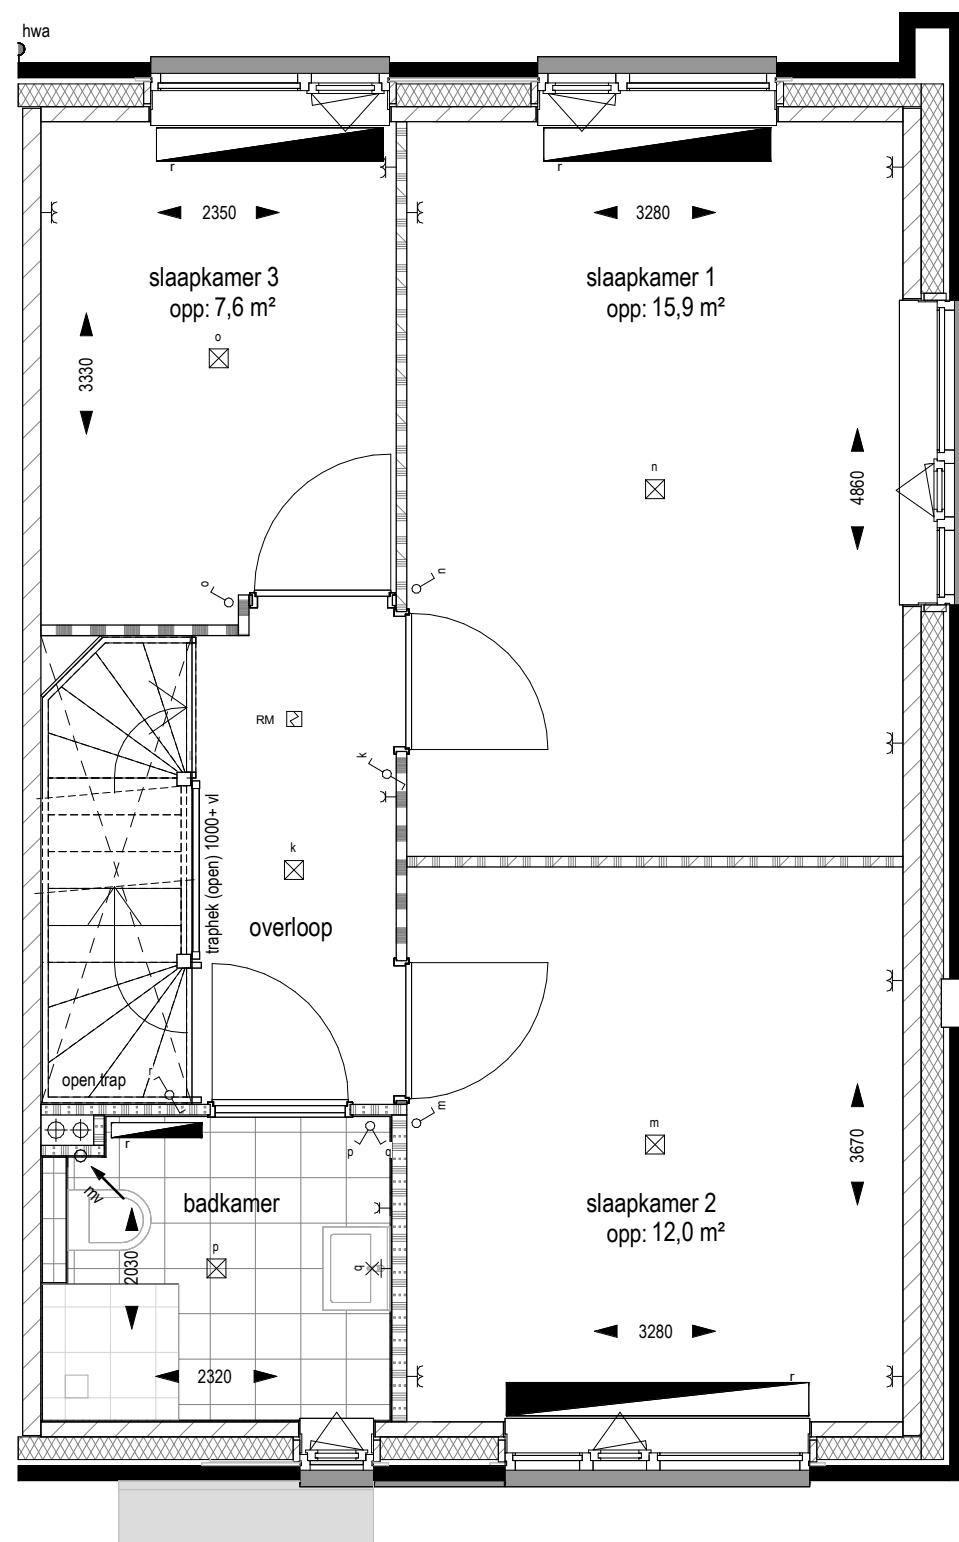 hwa
r
r
2350
3280
slaapkamer 3
opp: 7,6 m²
slaapkamer 1
opp: 15,9 m²
o
3330
n
4860
o
n
RM
k
traphek (open) 1000+ vl
k
overloop
open trap
r
m
r
p
q
m
3670
mv
badkamer
slaapkamer 2
opp: 12,0 m²
p
q
2030
3280
2320
r